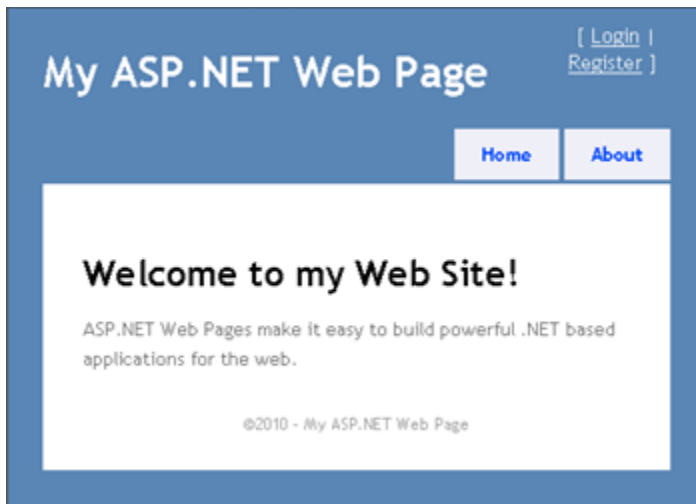 [ Login |
Register ]
My ASP.NET Web Page
Home About
Welcome to my Web Site!
ASP.NET Web Pages make it easy to build powerful .NET based
applications for the web.
©2010 - My ASP.NET Web Page